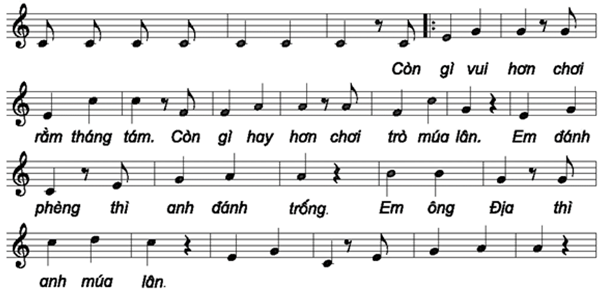 Còn gì vui hơn chơi
rằm tháng tám. Còn gì hay hơn chơi trò múa lân. Em đánh
phèng thì anh đánh trống. Em ông Địa thì
anh múa lân.